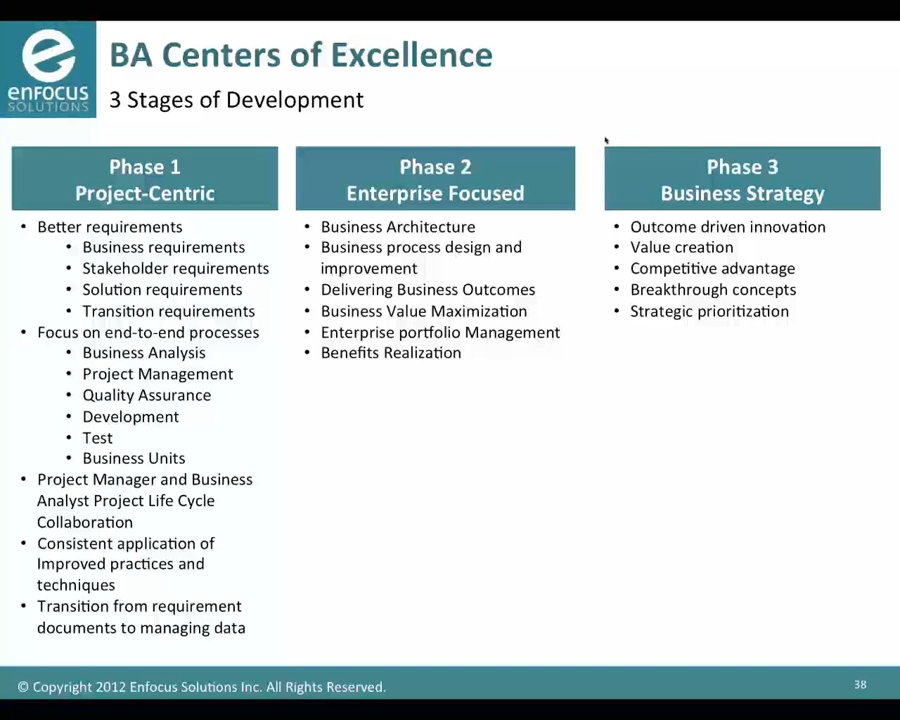 enfocus
SOLUTIONS
BA Centers of Excellence
3 Stages of Development
Phase 1
Project-Centric
• Better requirements
• Business requirements
• Stakeholder requirements
• Solution requirements
• Transition requirements
• Focus on end-to-end processes
• Business Analysis
• Project Management
• Quality Assurance
• Development
• Test
• Business Units
• Project Manager and Business
Analyst Project Life Cycle
Collaboration
• Consistent application of
Improved practices and
techniques
• Transition from requirement
documents to managing data
Phase 2
Enterprise Focused
• Business Architecture
• Business process design and
improvement
• Delivering Business Outcomes
• Business Value Maximization
• Enterprise portfolio Management
• Benefits Realization
Phase 3
Business Strategy
• Outcome driven innovation
• Value creation
• Competitive advantage
• Breakthrough concepts
• Strategic prioritization
© Copyright 2012 Enfocus Solutions Inc. All Rights Reserved.
38